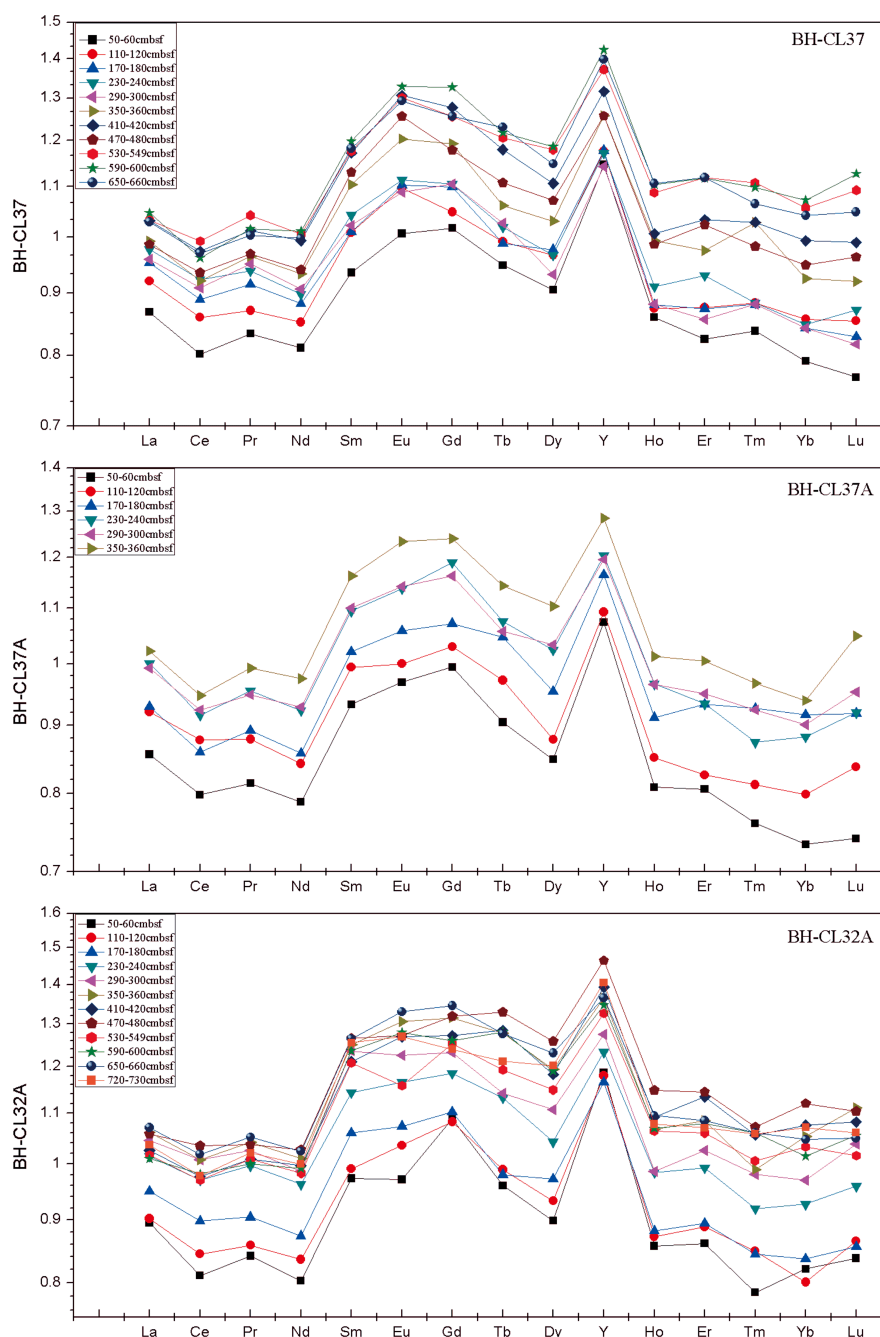 BH-CL37
50-60cmbsf
110-120cmbsf
170-180cmbsf
230-240cmbsf
290-300cmbsf
350-360cmbsf
410-420cmbsf
470-480cmbsf
530-549cmbsf
590-600cmbsf
650-660cmbsf
BH-CL37
1.5
1.4
1.3
1.2
1.1
1
0.9
0.8
0.7
La Ce Pr Nd Sm Eu Gd Tb Dy Y Ho Er Tm Yb Lu
BH-CL37A
50-60cmbsf
110-120cmbsf
170-180cmbsf
230-240cmbsf
290-300cmbsf
350-360cmbsf
BH-CL37A
1.4
1.3
1.2
1.1
1
0.9
0.8
0.7
La Ce Pr Nd Sm Eu Gd Tb Dy Y Ho Er Tm Yb Lu
BH-CL32A
50-60cmbsf
110-120cmbsf
170-180cmbsf
230-240cmbsf
290-300cmbsf
350-360cmbsf
410-420cmbsf
470-480cmbsf
530-549cmbsf
590-600cmbsf
650-660cmbsf
720-730cmbsf
BH-CL32A
1.6
1.5
1.4
1.3
1.2
1.1
1
0.9
0.8
La Ce Pr Nd Sm Eu Gd Tb Dv Y Ho Er Tm Yb Lu